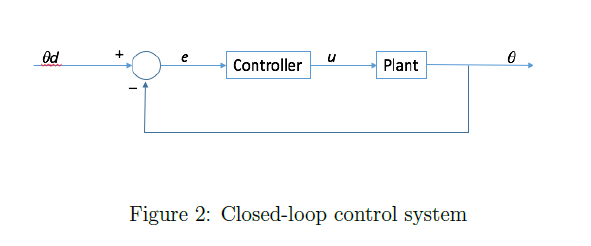 θd + e Controller u Plant θ
−
Figure 2: Closed-loop control system